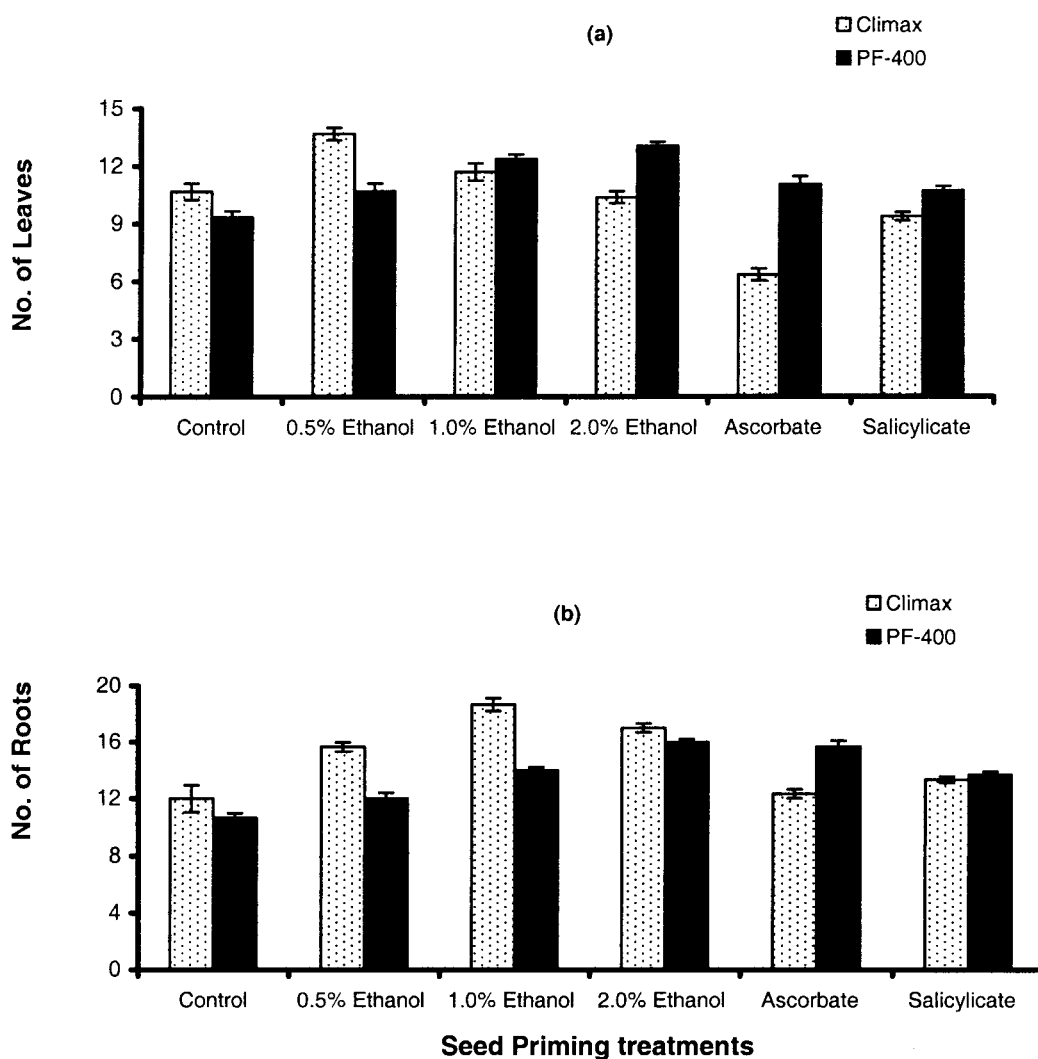 (a)
Climax
PF-400
No. of Leaves
15
12
9
6
3
0
Control 0.5% Ethanol 1.0% Ethanol 2.0% Ethanol Ascorbate Salicylicate
(b)
Climax
PF-400
No. of Roots
20
16
12
8
4
0
Control 0.5% Ethanol 1.0% Ethanol 2.0% Ethanol Ascorbate Salicylicate
Seed Priming treatments